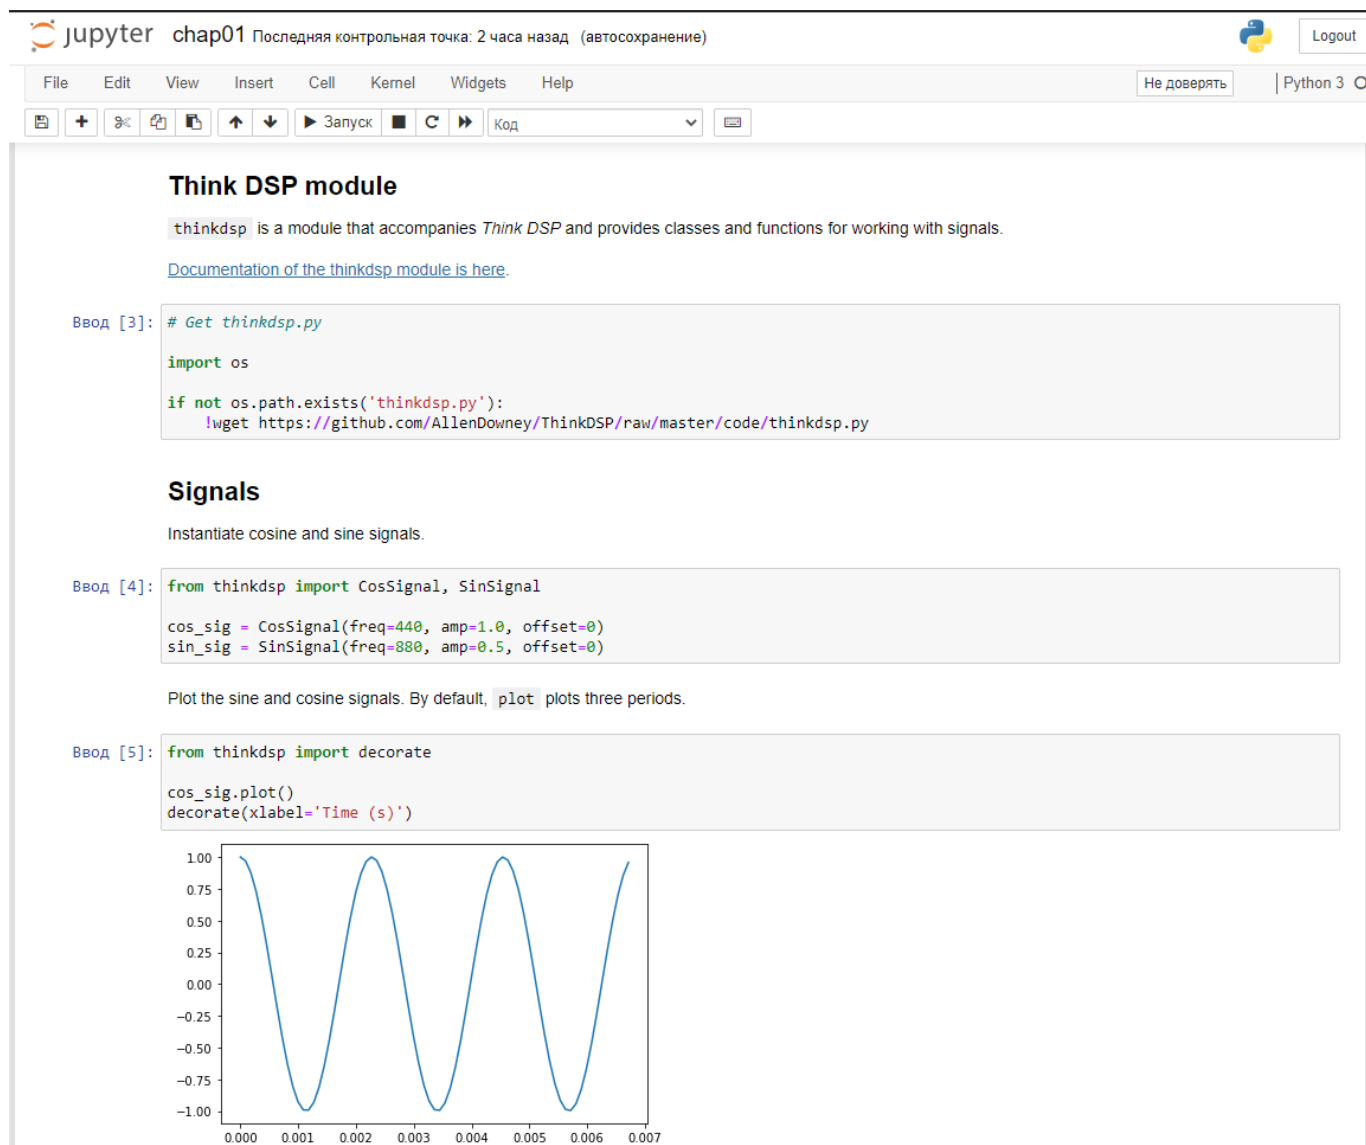 jupyter chap01 Последняя контрольная точка: 2 часа назад (автосохранение)
Logout
File Edit View Insert Cell Kernel Widgets Help
Не доверять
Python 3
Запуск
Код
Think DSP module
thinkdsp is a module that accompanies Think DSP and provides classes and functions for working with signals.
Documentation of the thinkdsp module is here.
Ввод [3]: # Get thinkdsp.py
import os
if not os.path.exists('thinkdsp.py'):
!wget https://github.com/AllenDowney/ThinkDSP/raw/master/code/thinkdsp.py
Signals
Instantiate cosine and sine signals.
Ввод [4]: from thinkdsp import CosSignal, SinSignal
cos_sig = CosSignal(freq=440, amp=1.0, offset=0)
sin_sig = SinSignal(freq=880, amp=0.5, offset=0)
Plot the sine and cosine signals. By default, plot plots three periods.
Ввод [5]: from thinkdsp import decorate
cos_sig.plot()
decorate(xlabel='Time (s)')
1.00
0.75
0.50
0.25
0.00
−0.25
−0.50
−0.75
−1.00
0.000 0.001 0.002 0.003 0.004 0.005 0.006 0.007